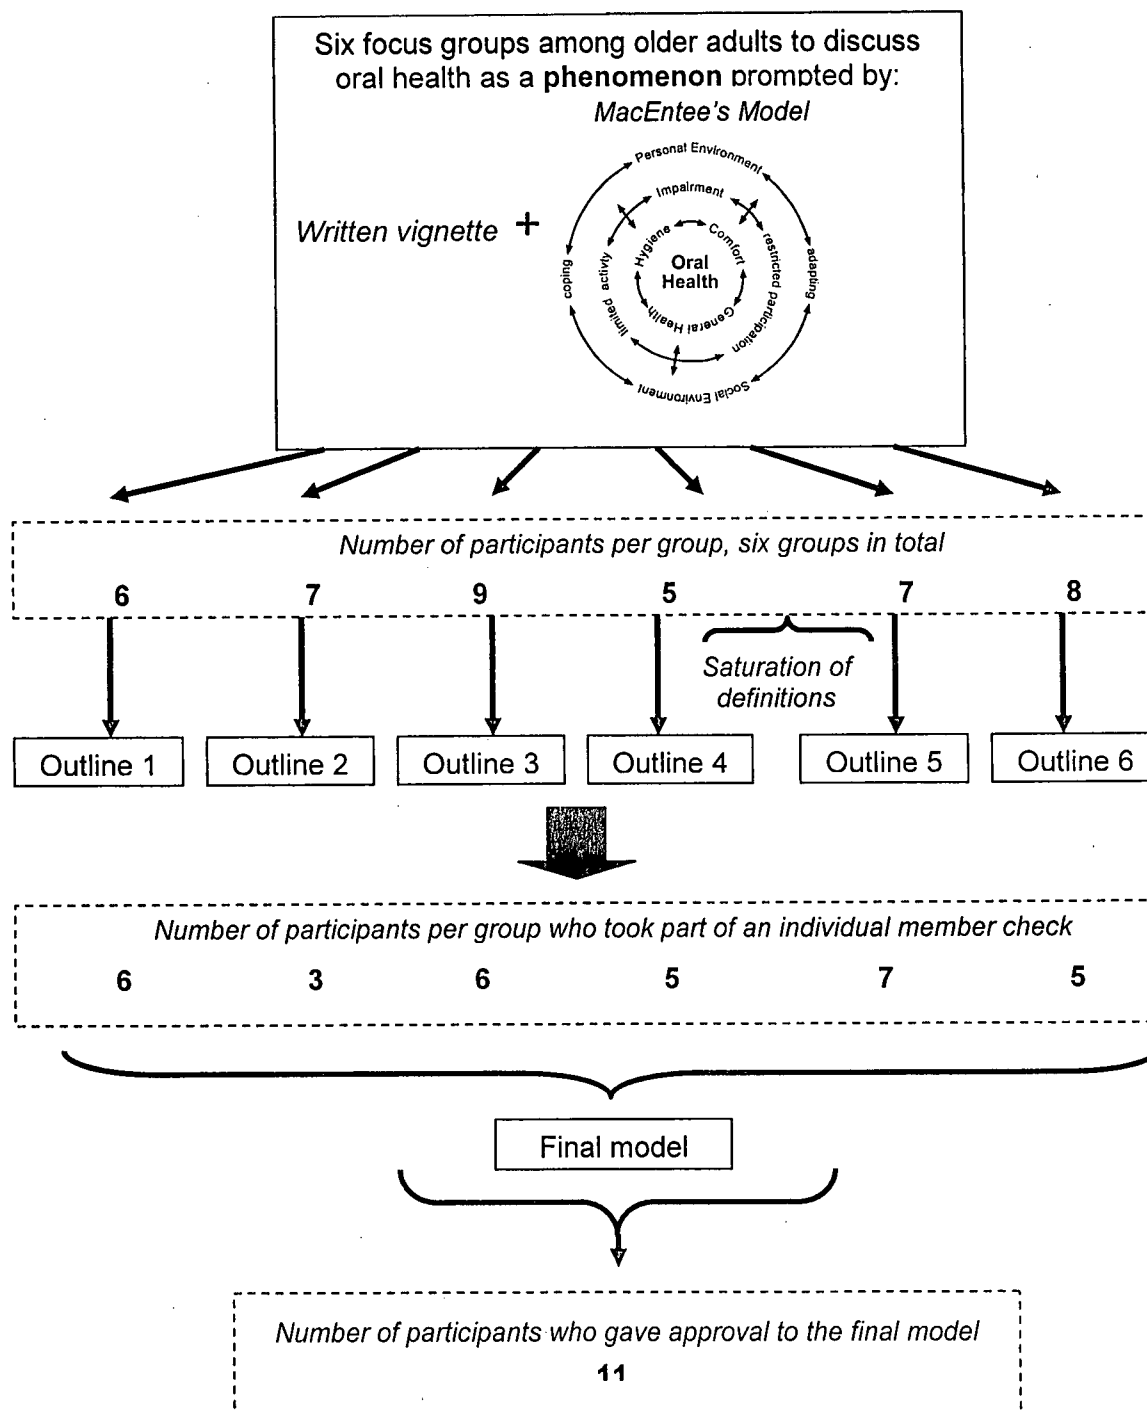 Six focus groups among older adults to discuss
oral health as a phenomenon prompted by:
MacEntee's Model
Written vignette +
Personal Environment
adapting
Social Environment
coping
Impairment
restricted participation
limited activty
Hygiene
Comfort
General Health
Oral
Health
Number of participants per group, six groups in total
6 7 9 5 7 8
Saturation of
definitions
Outline 1 Outline 2 Outline 3 Outline 4 Outline 5 Outline 6
Number of participants per group who took part of an individual member check
6 3 6 5 7 5
Final model
Number of participants who gave approval to the final model
11